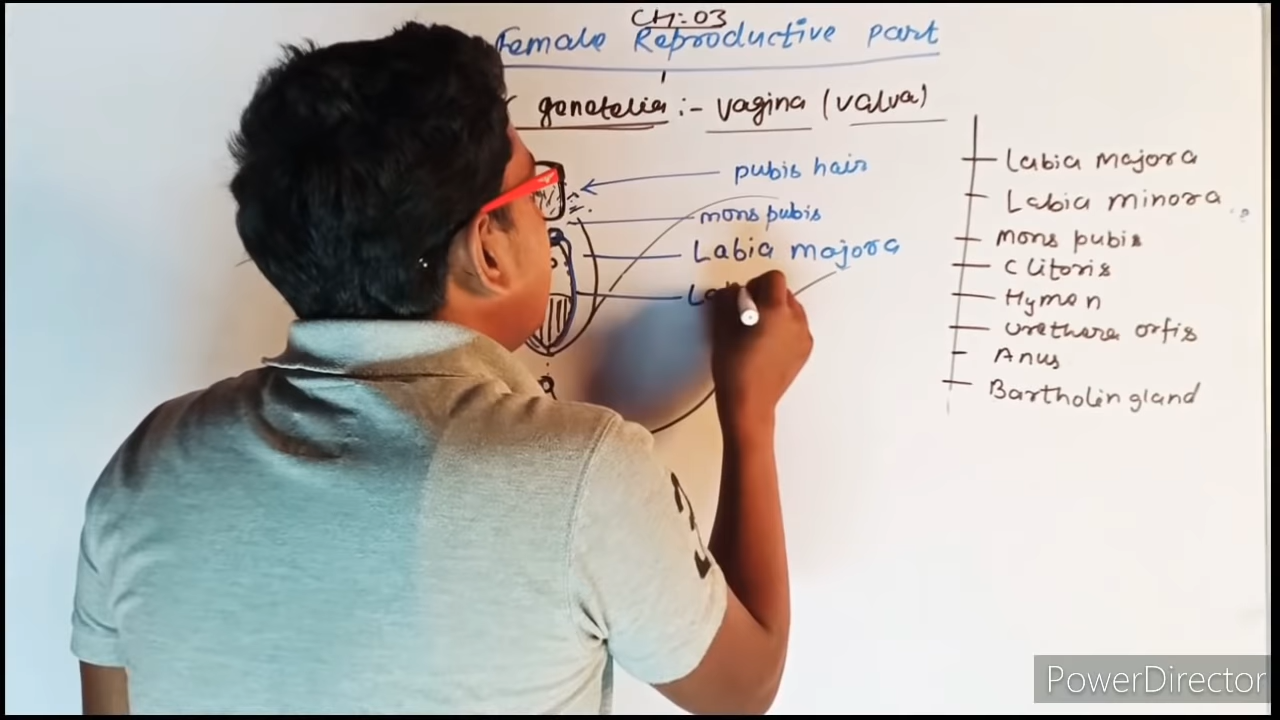 CH:-03
Female Reproductive part
genetelia :- vagina (valva)
pubis hair
mons pubis
Labia majora
Labia majora
Labia minora
mons pubis
Clitoris
Hymen
urethera orfis
Anus
Bartholin gland
PowerDirector